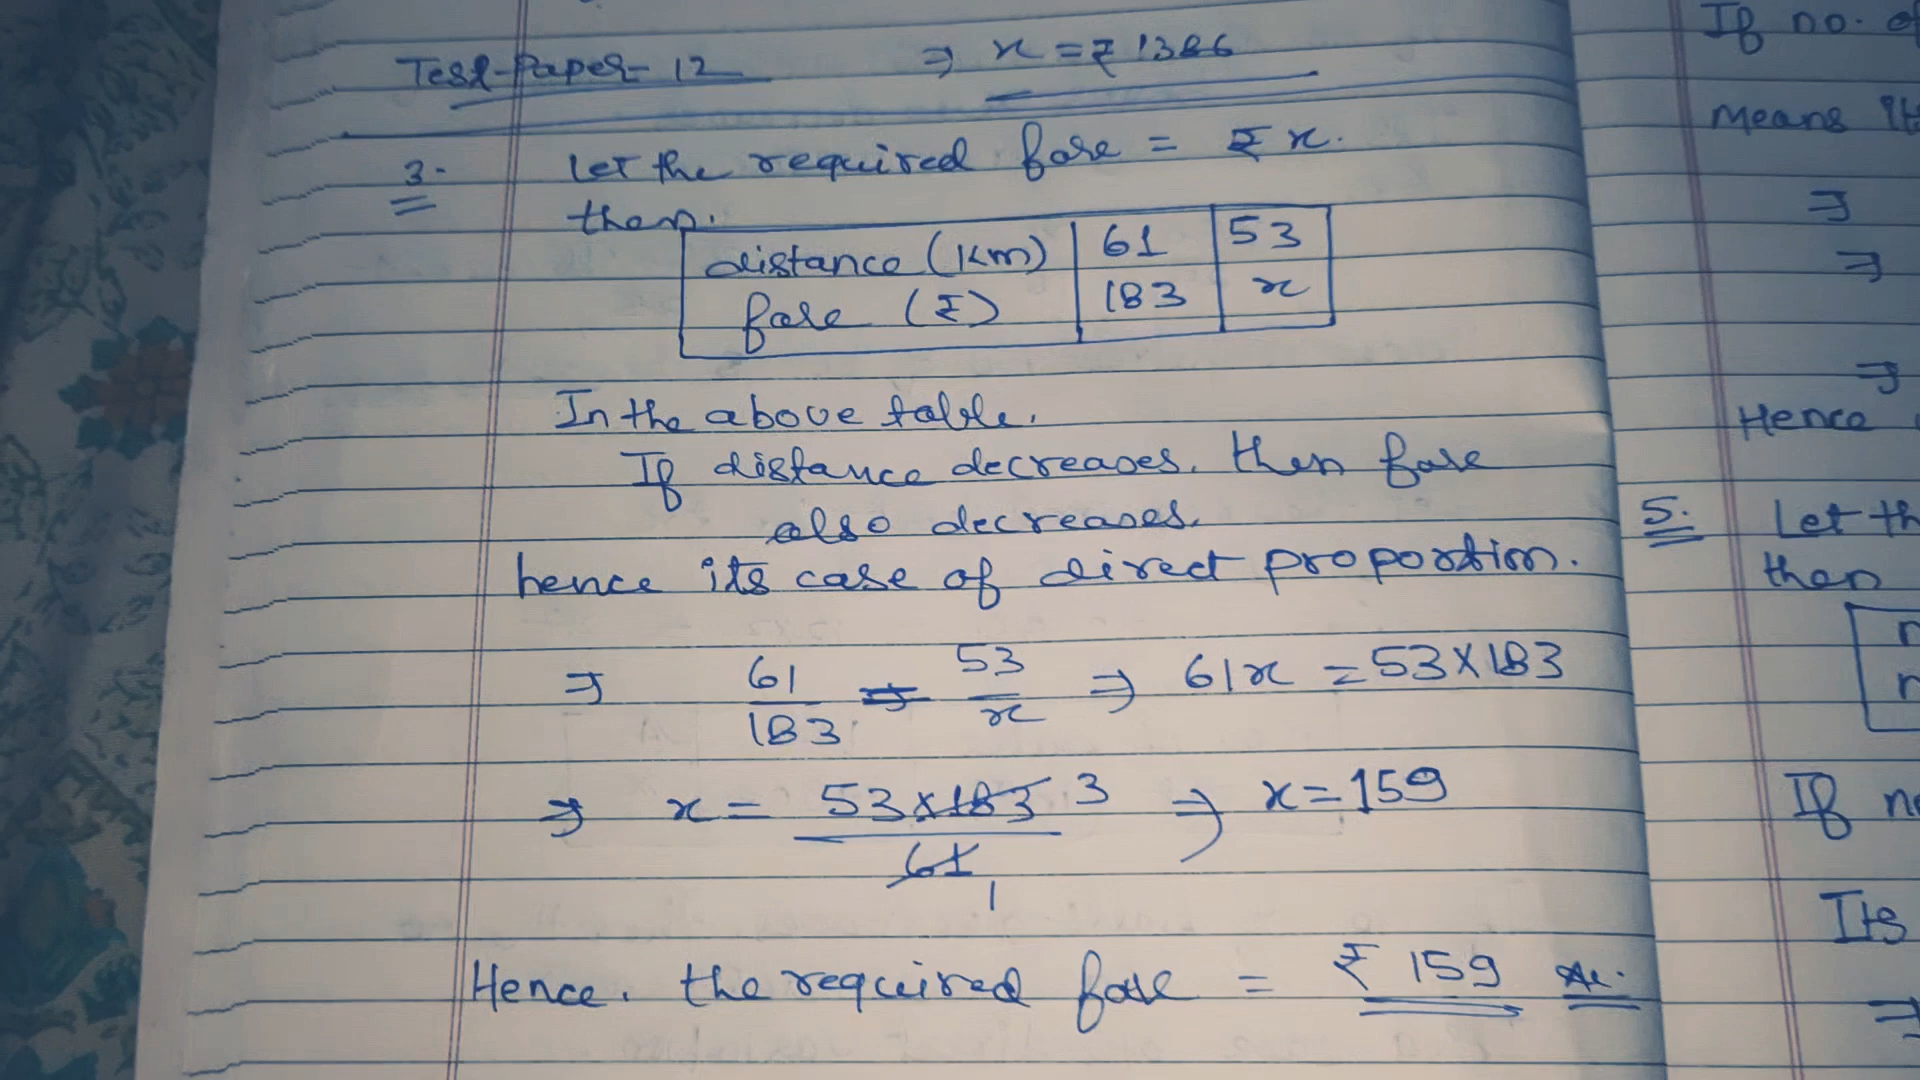 Test-Paper-12
⇒ x = ₹ 1386
3.
Let the required fare = ₹ x.
then.
distance (Km) | 61 | 53
fare (₹) | 183 | x
In the above table.
If distance decreases. then fare
also decreases.
hence its case of direct proportion.
⇒ 61/183 = 53/x ⇒ 61x = 53×183
⇒ x = 53×183 3 / 61 1 ⇒ x = 159
Hence. the required fare = ₹ 159
If no. of
Means It
⇒
⇒
⇒
Hence
5. Let th
then
If n
Its
⇒